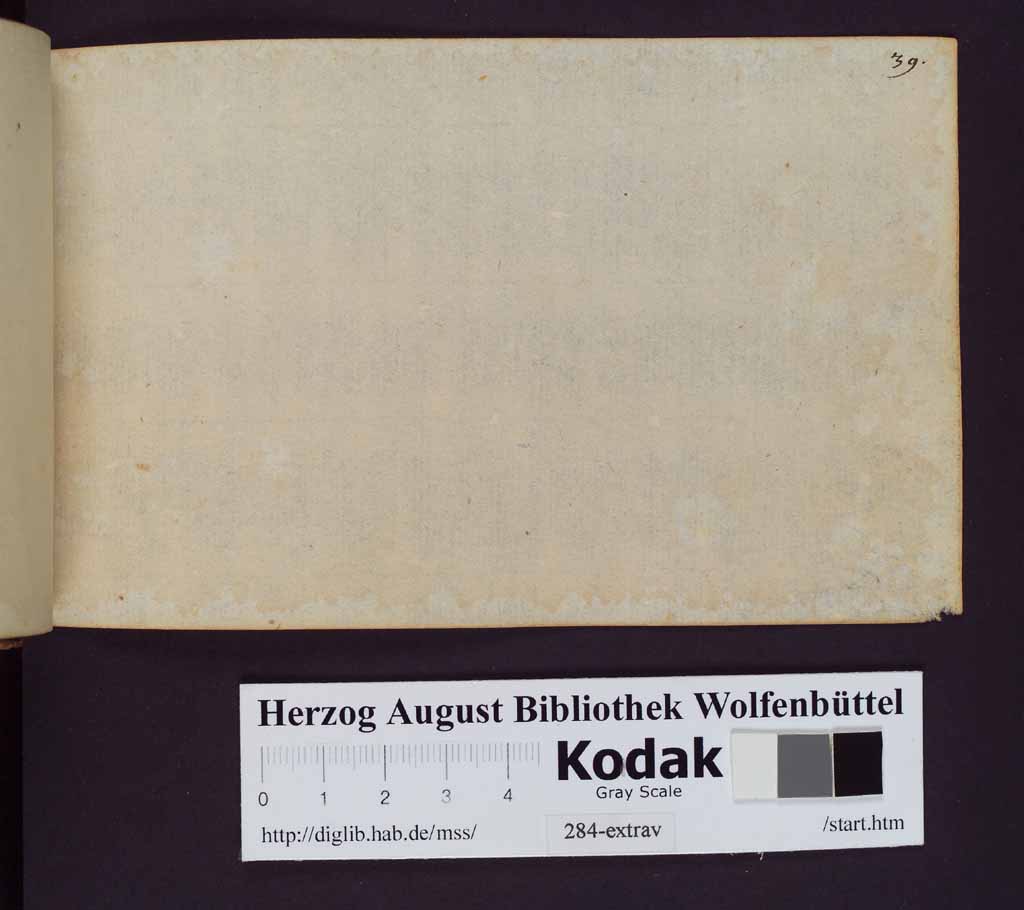 39.
Herzog August Bibliothek Wolfenbüttel
Kodak
Gray Scale
0 1 2 3 4
http://diglib.hab.de/mss/
284-extrav
/start.htm